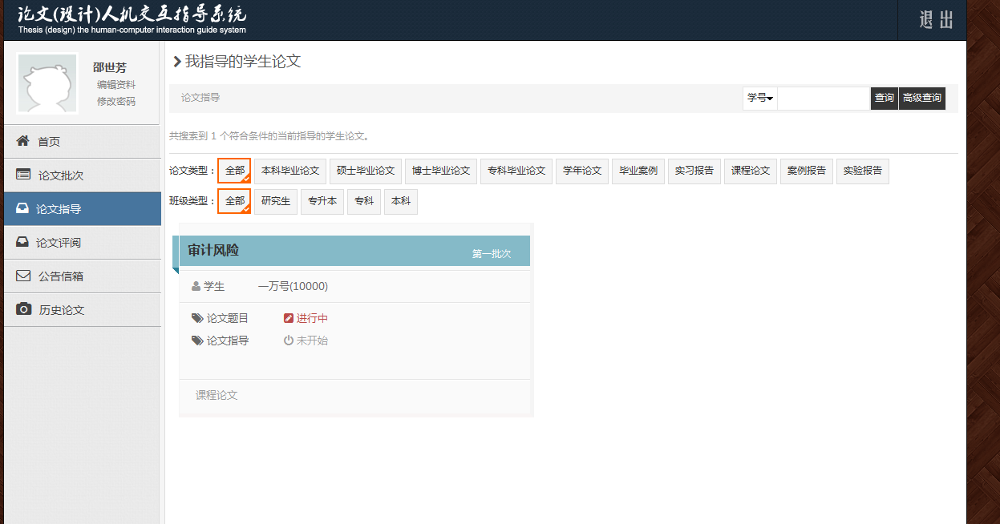 论文(设计)人机交互指导系统
退出
Thesis (design) the human-computer interaction guide system
邵世芳
编辑资料
修改密码
首页
论文批次
论文指导
论文评阅
公告信箱
历史论文
我指导的学生论文
论文指导 学号 查询 高级查询
共搜索到 1 个符合条件的当前指导的学生论文。
论文类型： 全部 本科毕业论文 硕士毕业论文 博士毕业论文 专科毕业论文 学年论文 毕业案例 实习报告 课程论文 案例报告 实验报告
班级类型： 全部 研究生 专升本 专科 本科
审计风险 第一批次
学生 一万号(10000)
论文题目 进行中
论文指导 未开始
课程论文